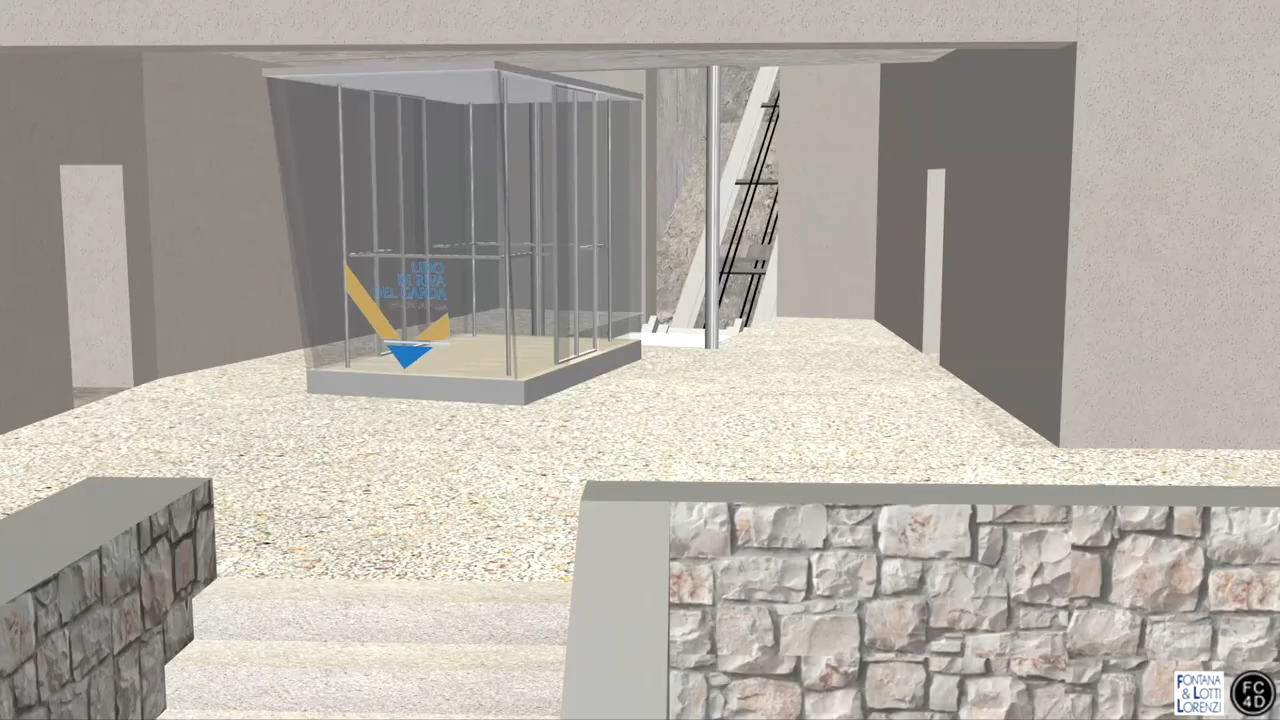 LIDO
DI RIVA
DEL GARDA
FONTANA
& LOTTI
LORENZI
FC
4D